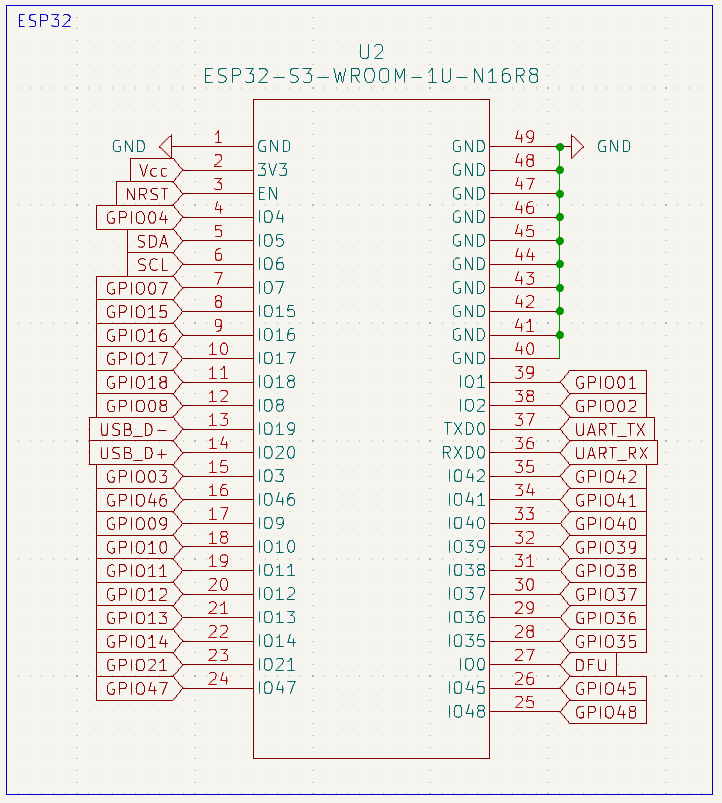 ESP32
U2
ESP32-S3-WROOM-1U-N16R8
GND 1 GND GND 49 GND
Vcc 2 3V3 GND 48
NRST 3 EN GND 47
GPIO04 4 IO4 GND 46
SDA 5 IO5 GND 45
SCL 6 IO6 GND 44
GPIO07 7 IO7 GND 43
GPIO15 8 IO15 GND 42
GPIO16 9 IO16 GND 41
GPIO17 10 IO17 GND 40
GPIO18 11 IO18 IO1 39 GPIO01
GPIO08 12 IO8 IO2 38 GPIO02
USB_D- 13 IO19 TXD0 37 UART_TX
USB_D+ 14 IO20 RXD0 36 UART_RX
GPIO03 15 IO3 IO42 35 GPIO42
GPIO46 16 IO46 IO41 34 GPIO41
GPIO09 17 IO9 IO40 33 GPIO40
GPIO10 18 IO10 IO39 32 GPIO39
GPIO11 19 IO11 IO38 31 GPIO38
GPIO12 20 IO12 IO37 30 GPIO37
GPIO13 21 IO13 IO36 29 GPIO36
GPIO14 22 IO14 IO35 28 GPIO35
GPIO21 23 IO21 IO0 27 DFU
GPIO47 24 IO47 IO45 26 GPIO45
IO48 25 GPIO48